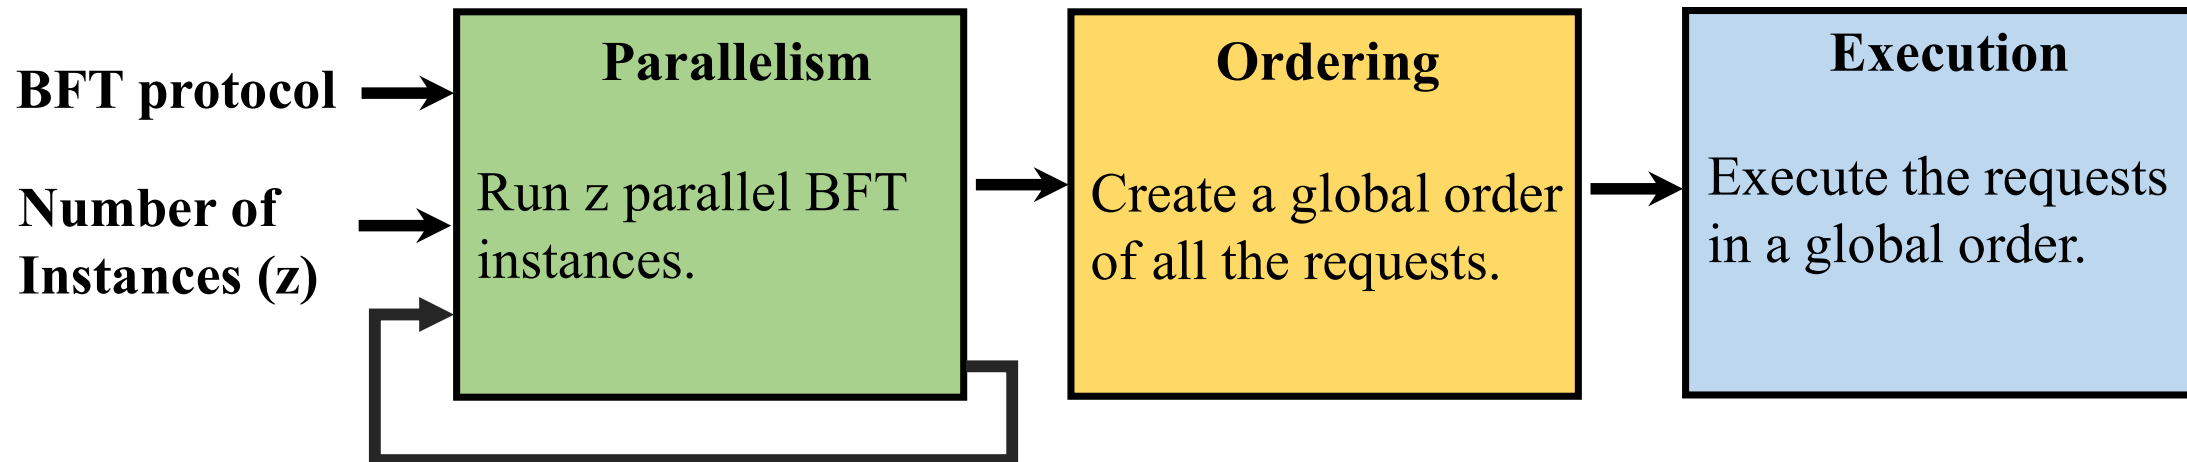 BFT protocol
Number of
Instances (z)
Parallelism
Run z parallel BFT
instances.
Ordering
Create a global order
of all the requests.
Execution
Execute the requests
in a global order.